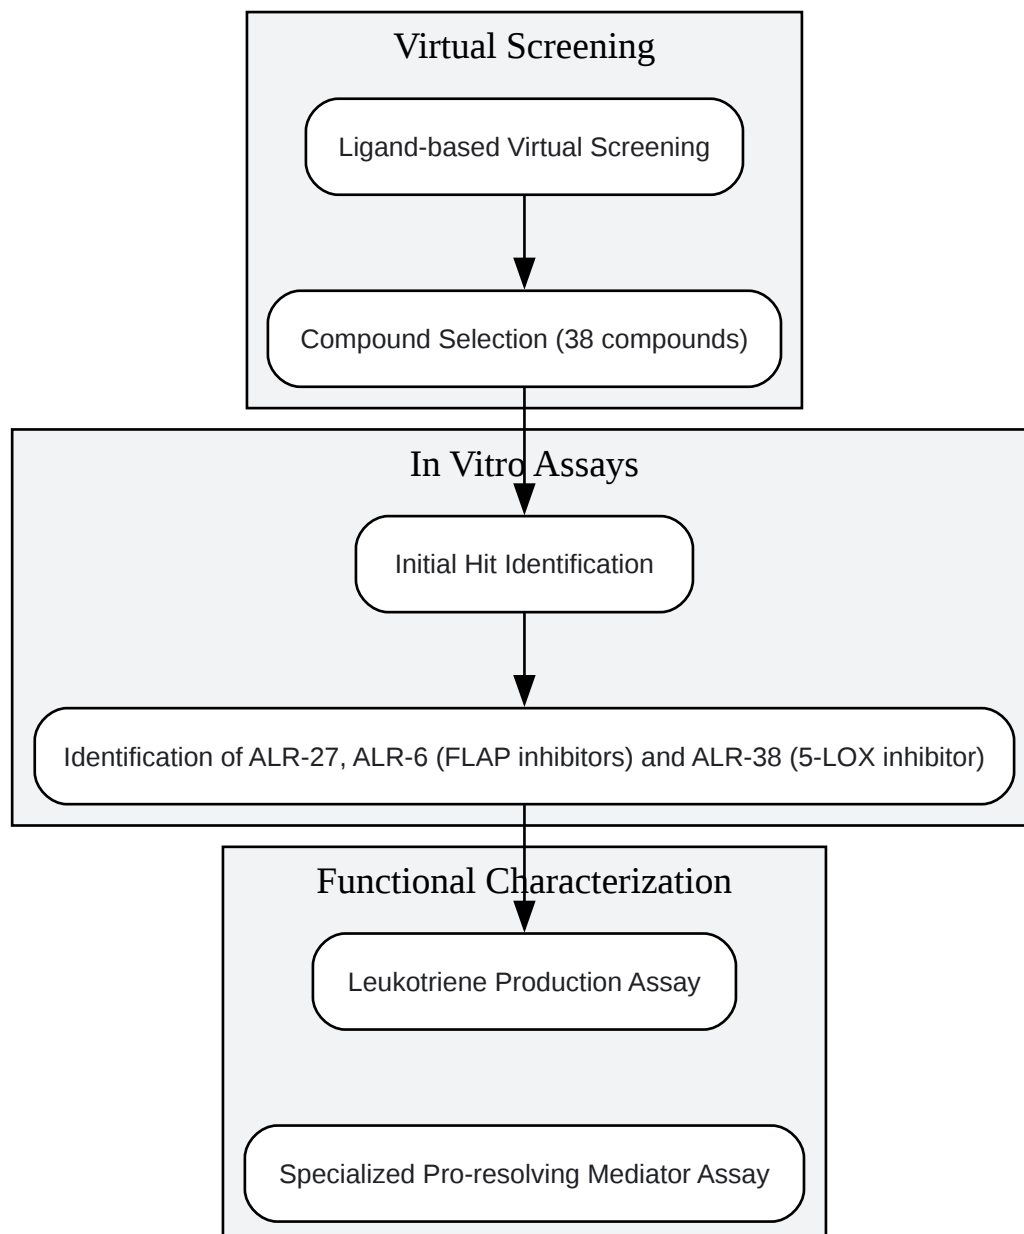 Virtual Screening
Ligand-based Virtual Screening
Compound Selection (38 compounds)
In Vitro Assays
Initial Hit Identification
Identification of ALR-27, ALR-6 (FLAP inhibitors) and ALR-38 (5-LOX inhibitor)
Functional Characterization
Leukotriene Production Assay
Specialized Pro-resolving Mediator Assay